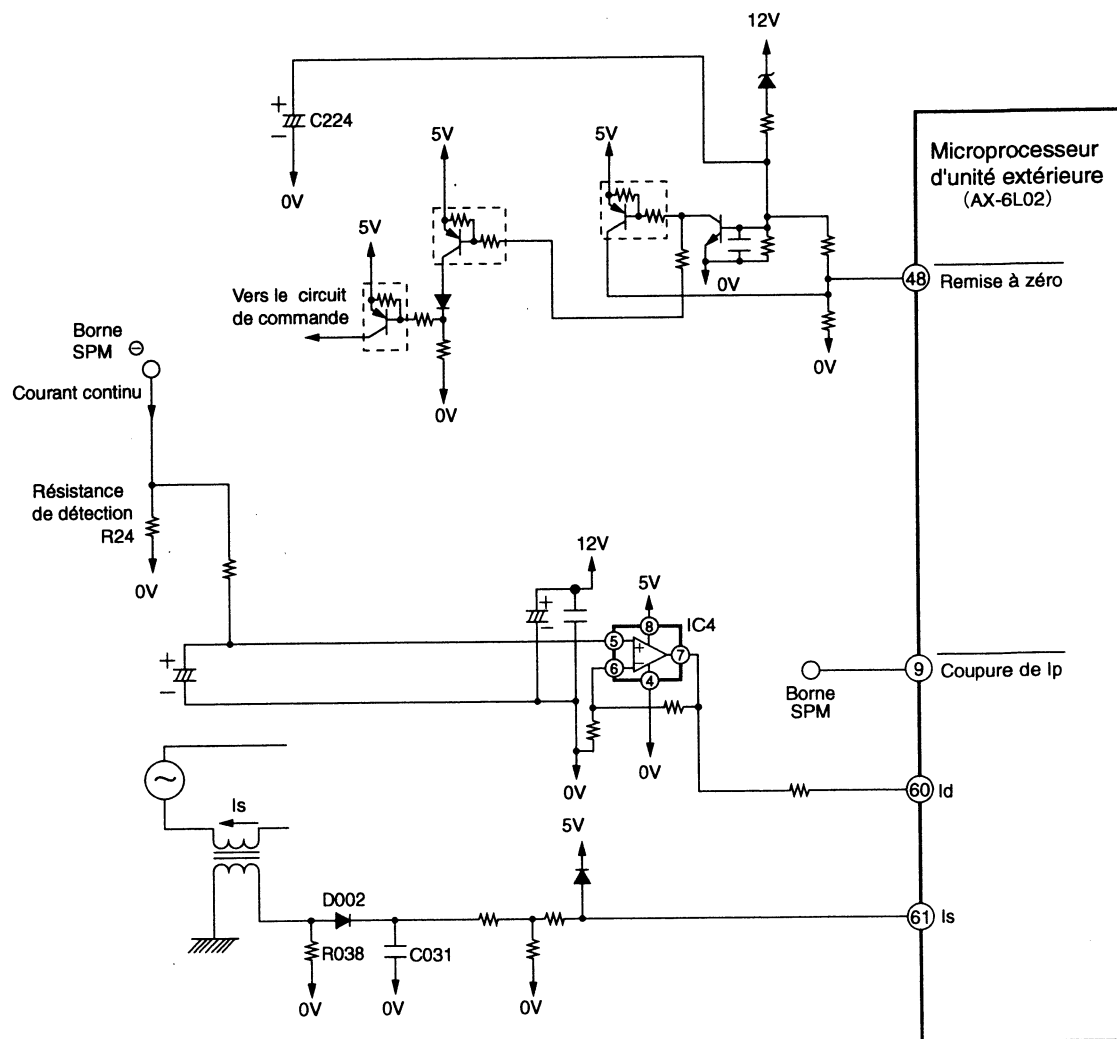 12V
+
−
C224
0V
5V
5V
5V
0V
Vers le circuit
de commande
0V
0V
Microprocesseur
d'unité extérieure
(AX-6L02)
48
Remise à zéro
Borne
SPM
⊖
Courant continu
Résistance
de détection
R24
0V
12V
+
−
5V
8
IC4
5
+
7
6
−
4
+
−
0V
0V
Borne
SPM
9
Coupure de Ip
60
Id
~
Is
5V
D002
R038
C031
0V
0V
0V
61
Is